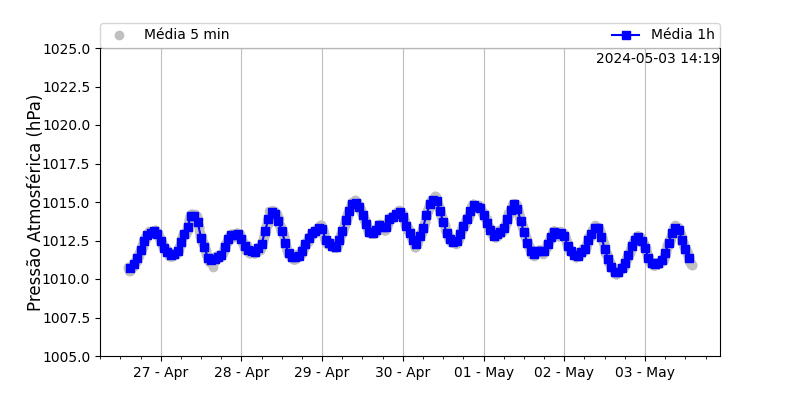 Média 5 min
Média 1h
2024-05-03 14:19
Pressão Atmosférica (hPa)
1025.0
1022.5
1020.0
1017.5
1015.0
1012.5
1010.0
1007.5
1005.0
27 - Apr
28 - Apr
29 - Apr
30 - Apr
01 - May
02 - May
03 - May